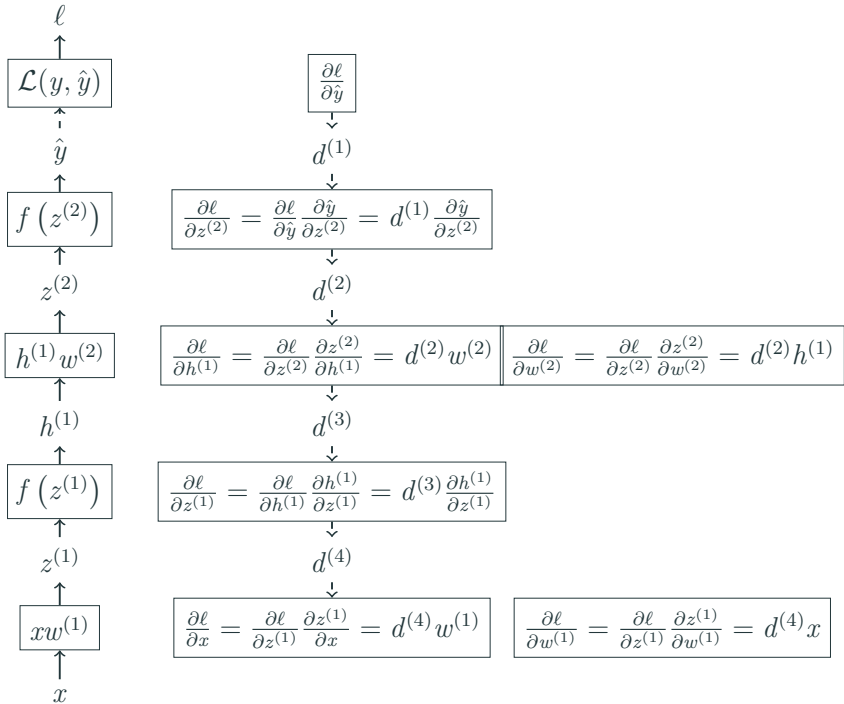 ℓ
ℒ(y, ŷ)
∂ℓ/∂ŷ
ŷ
d⁽¹⁾
f(z⁽²⁾)
∂ℓ/∂z⁽²⁾ = ∂ℓ/∂ŷ ∂ŷ/∂z⁽²⁾ = d⁽¹⁾ ∂ŷ/∂z⁽²⁾
z⁽²⁾
d⁽²⁾
h⁽¹⁾w⁽²⁾
∂ℓ/∂h⁽¹⁾ = ∂ℓ/∂z⁽²⁾ ∂z⁽²⁾/∂h⁽¹⁾ = d⁽²⁾w⁽²⁾
∂ℓ/∂w⁽²⁾ = ∂ℓ/∂z⁽²⁾ ∂z⁽²⁾/∂w⁽²⁾ = d⁽²⁾h⁽¹⁾
h⁽¹⁾
d⁽³⁾
f(z⁽¹⁾)
∂ℓ/∂z⁽¹⁾ = ∂ℓ/∂h⁽¹⁾ ∂h⁽¹⁾/∂z⁽¹⁾ = d⁽³⁾ ∂h⁽¹⁾/∂z⁽¹⁾
z⁽¹⁾
d⁽⁴⁾
xw⁽¹⁾
∂ℓ/∂x = ∂ℓ/∂z⁽¹⁾ ∂z⁽¹⁾/∂x = d⁽⁴⁾w⁽¹⁾
∂ℓ/∂w⁽¹⁾ = ∂ℓ/∂z⁽¹⁾ ∂z⁽¹⁾/∂w⁽¹⁾ = d⁽⁴⁾x
x